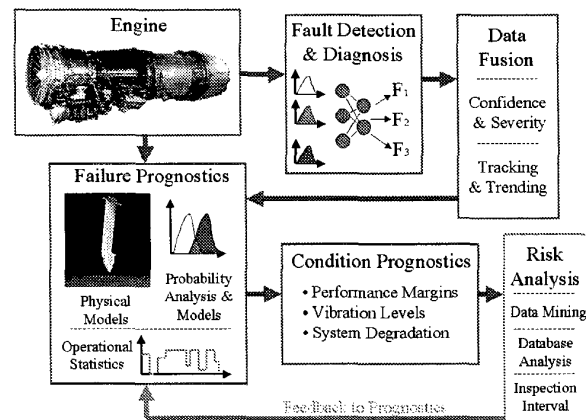 Engine
Fault Detection
& Diagnosis
F1
F2
F3
Data
Fusion
Confidence
& Severity
Tracking
& Trending
Failure Prognostics
Physical
Models
Probability
Analysis &
Models
Operational
Statistics
Condition Prognostics
• Performance Margins
• Vibration Levels
• System Degradation
Risk
Analysis
Data Mining
Database
Analysis
Inspection
Interval
Feedback to Prognostics